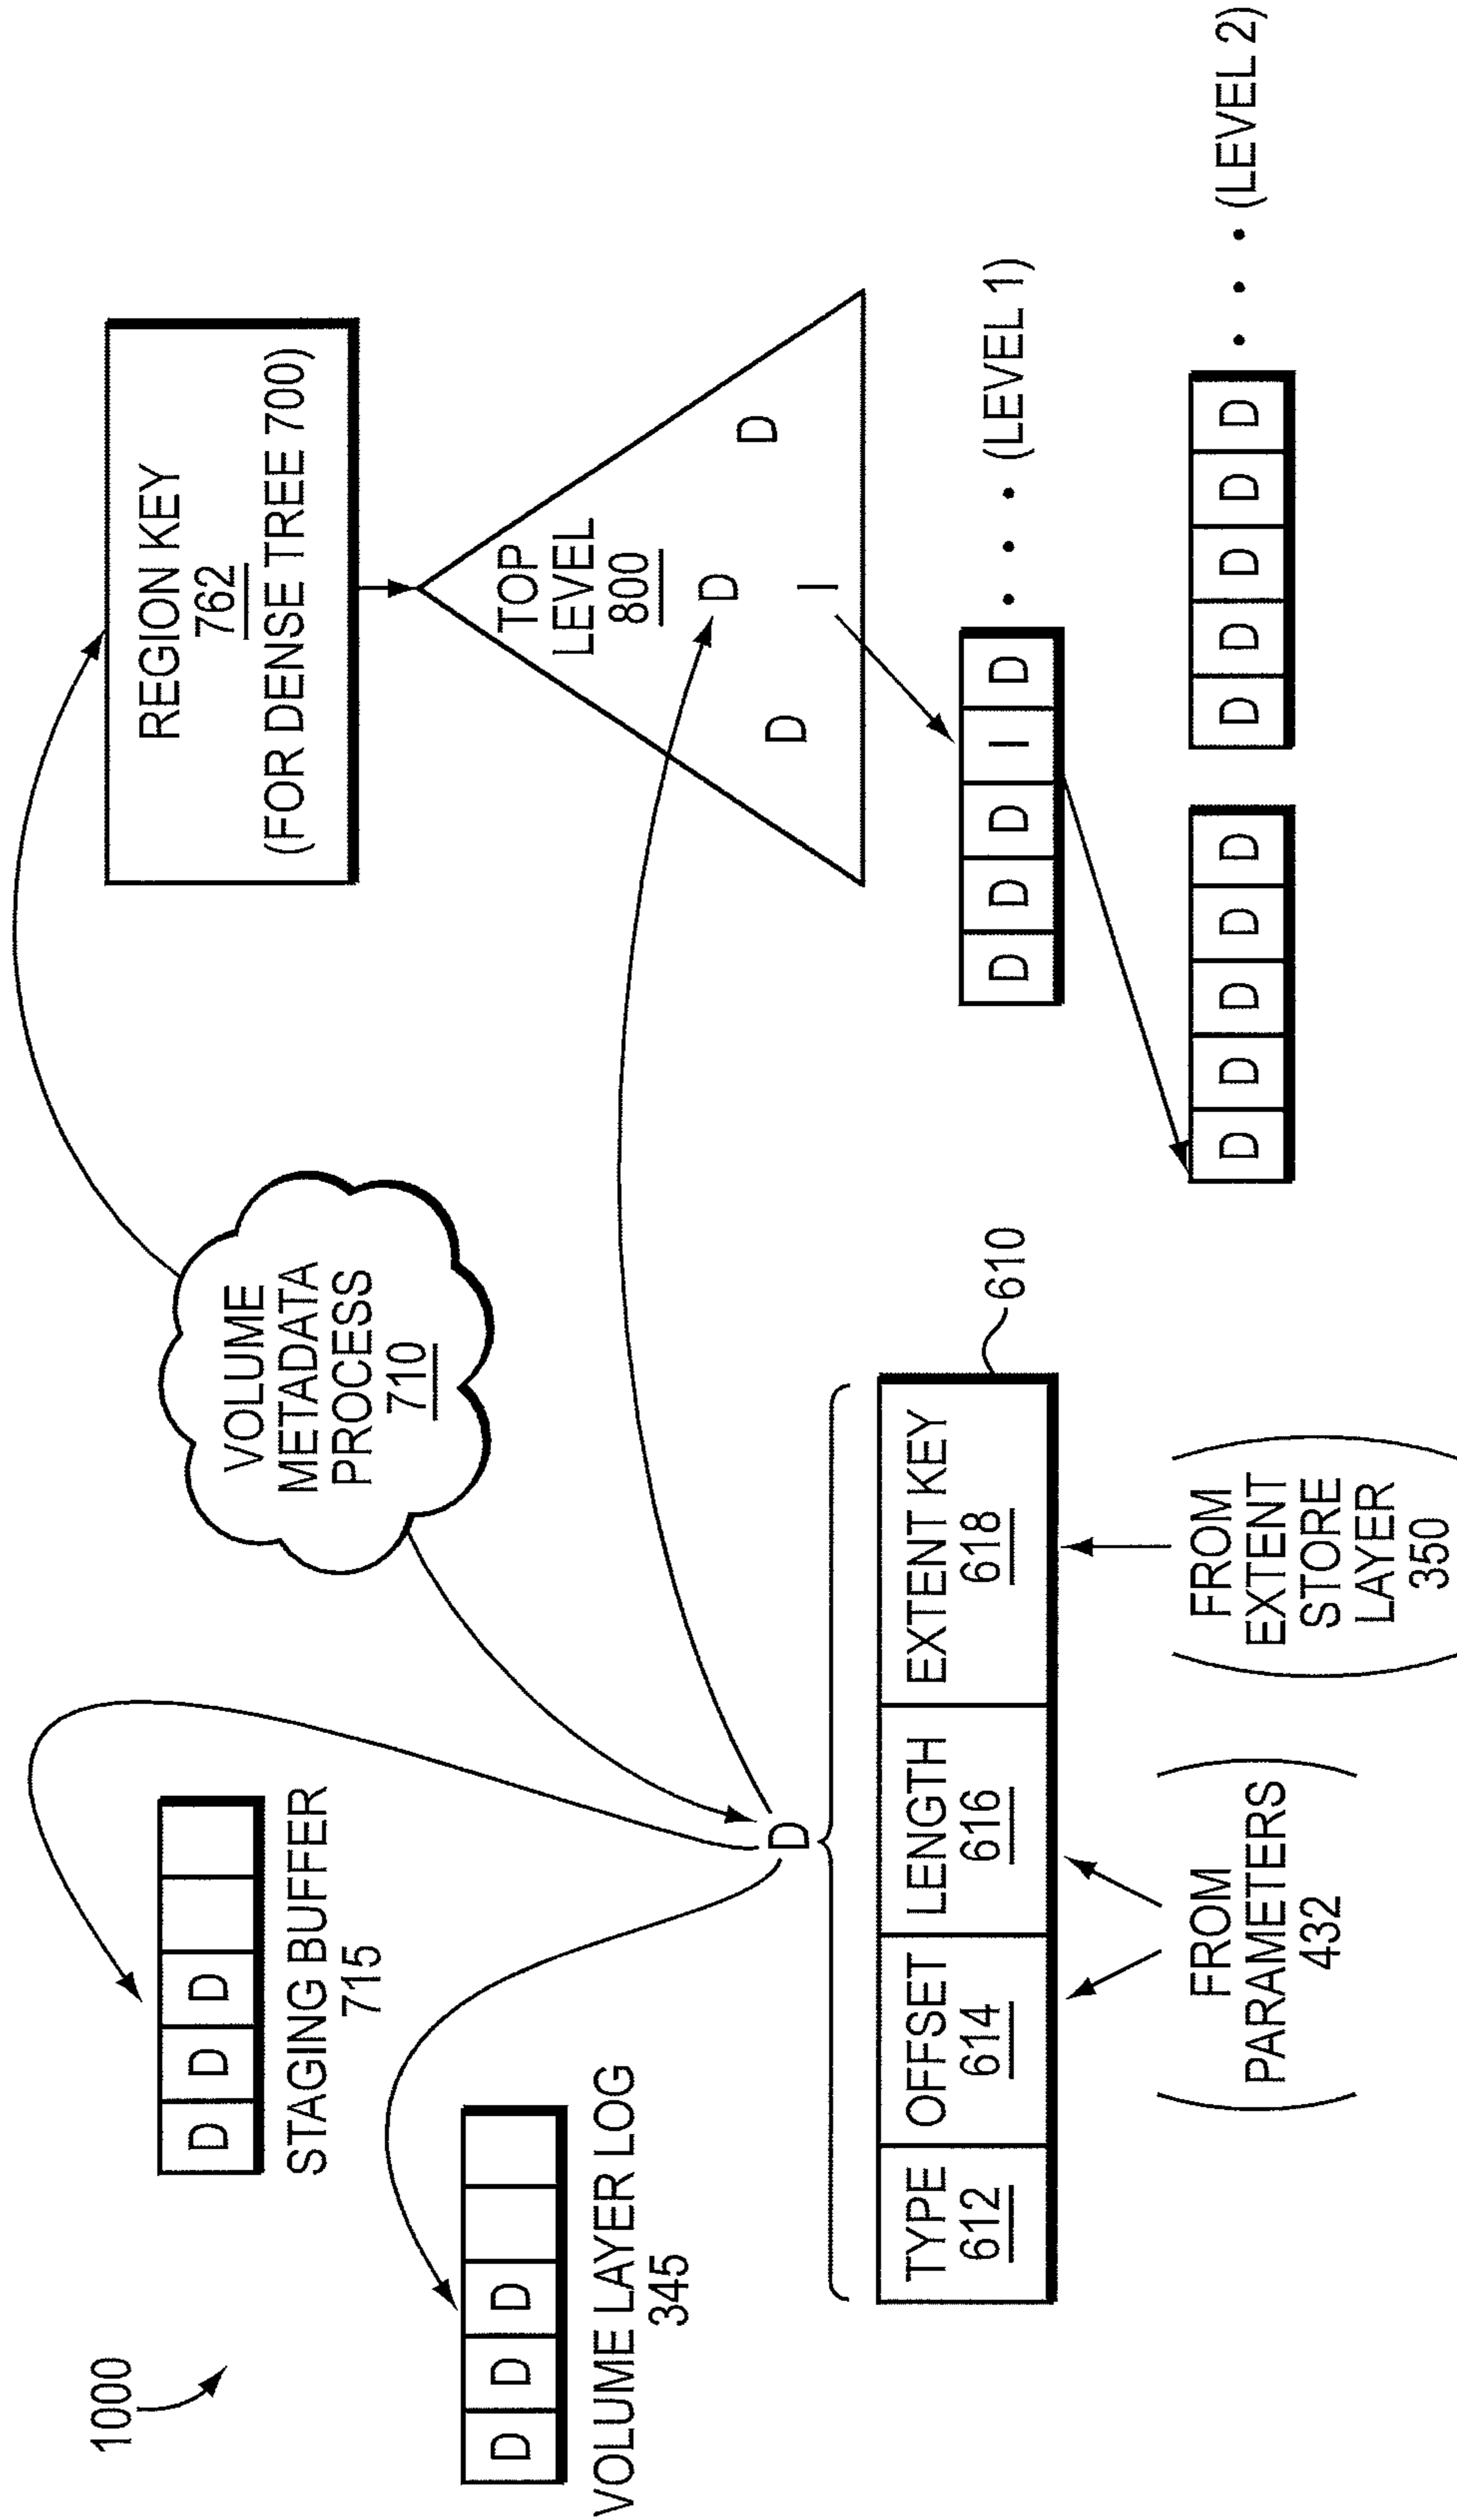 1000
D D D
STAGING BUFFER
715
D D D
VOLUME LAYER LOG
345
VOLUME
METADATA
PROCESS
710
REGION KEY
762
(FOR DENSE TREE 700)
TOP
LEVEL
800
D D D
I
D
D D D I D • • • (LEVEL 1)
D D D D D D D D D D • • • (LEVEL 2)
610
TYPE
612
OFFSET
614
LENGTH
616
EXTENT KEY
618
FROM
PARAMETERS
432
FROM
EXTENT
STORE
LAYER
350